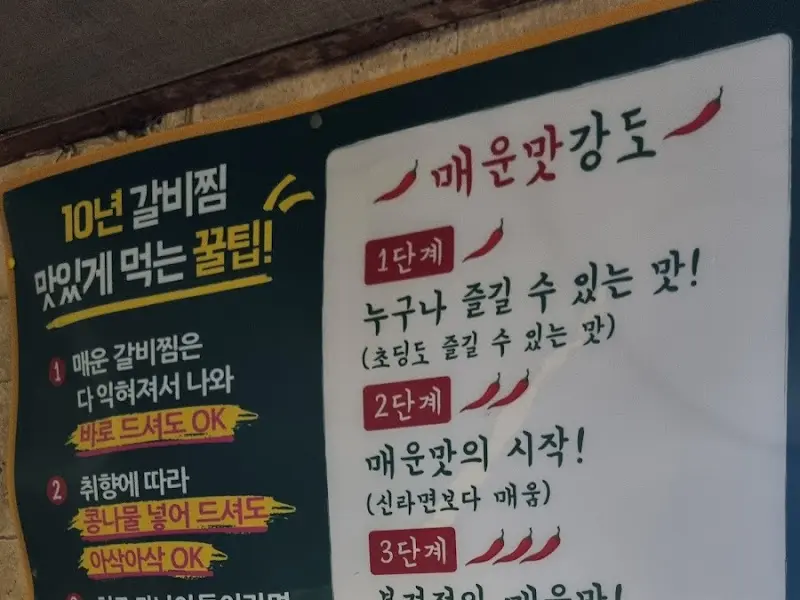 10년 갈비찜
맛있게 먹는 꿀팁!
1 매운 갈비찜은
다 익혀져서 나와
바로 드셔도 OK
2 취향에 따라
콩나물 넣어 드셔도
아삭아삭 OK
매운맛강도
1단계
누구나 즐길 수 있는 맛!
(초딩도 즐길 수 있는 맛)
2단계
매운맛의 시작!
(신라면보다 매움)
3단계
매운맛!